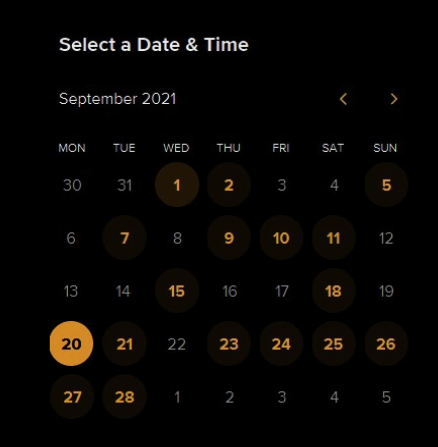 Select a Date & Time
September 2021
MON TUE WED THU FRI SAT SUN
30 31 1 2 3 4 5
6 7 8 9 10 11 12
13 14 15 16 17 18 19
20 21 22 23 24 25 26
27 28 1 2 3 4 5